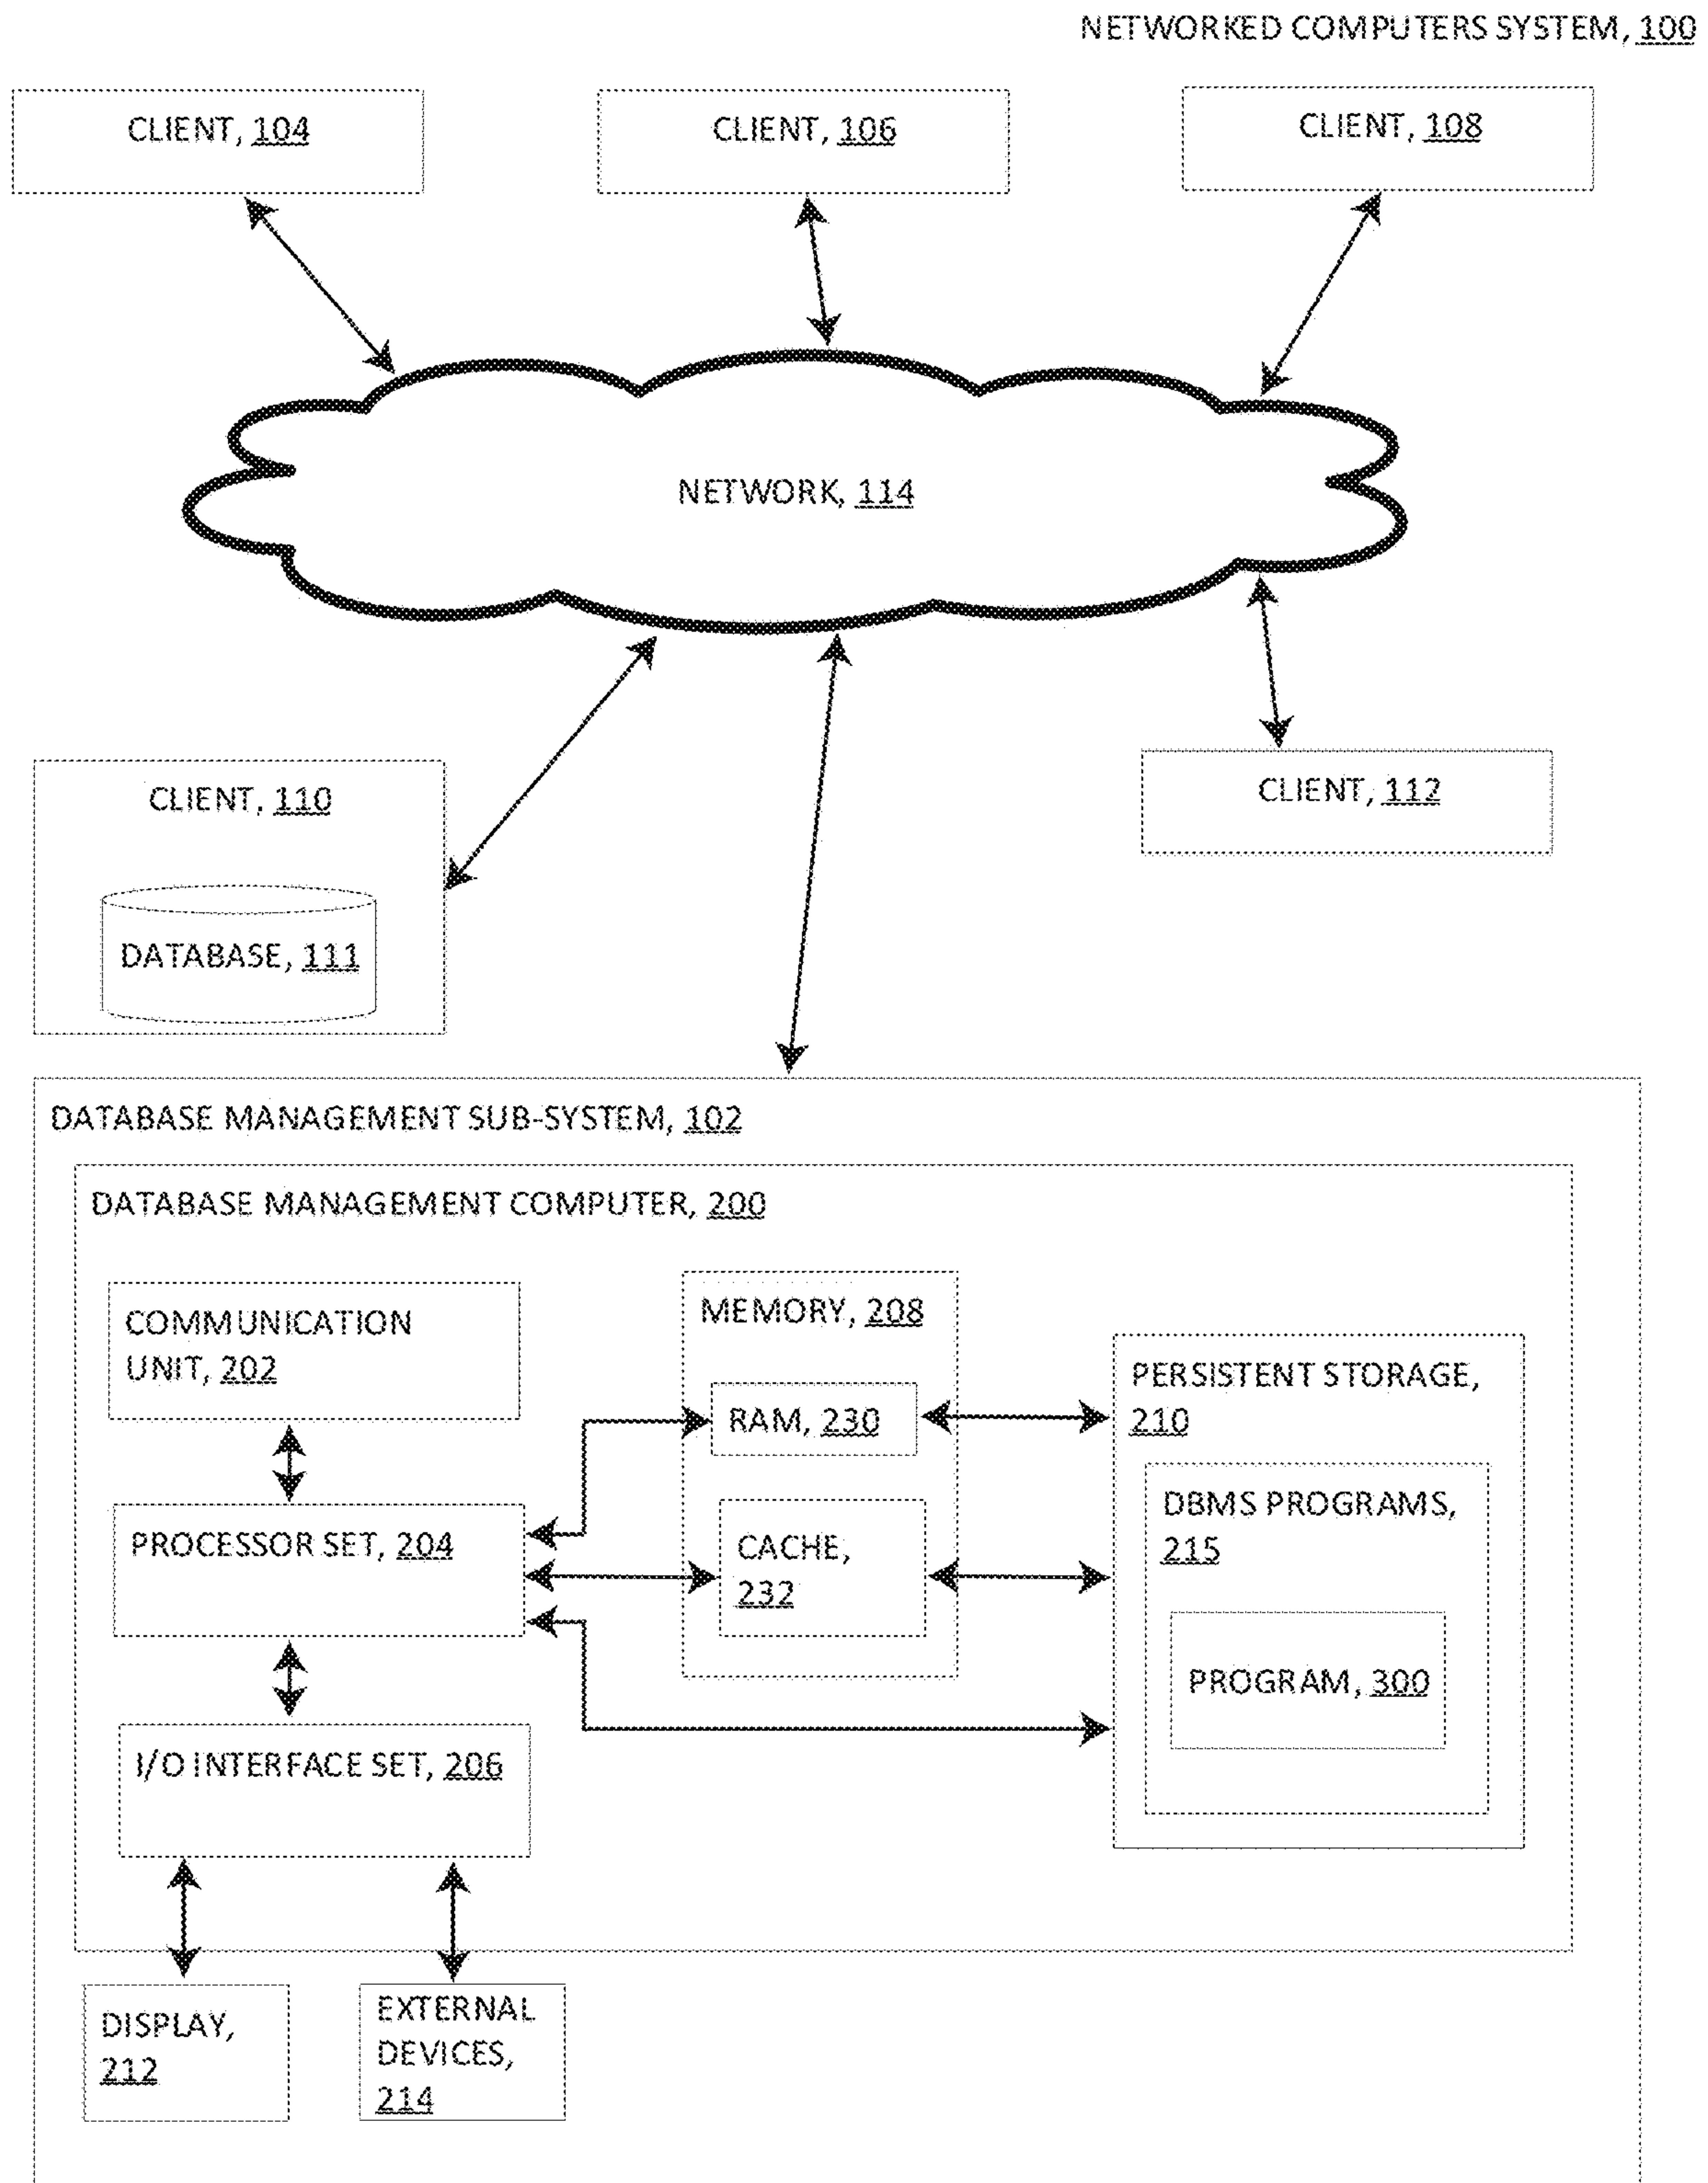 NETWORKED COMPUTERS SYSTEM, 100
CLIENT, 104
CLIENT, 106
CLIENT, 108
NETWORK, 114
CLIENT, 110
DATABASE, 111
CLIENT, 112
DATABASE MANAGEMENT SUB-SYSTEM, 102
DATABASE MANAGEMENT COMPUTER, 200
COMMUNICATION
UNIT, 202
PROCESSOR SET, 204
I/O INTERFACE SET, 206
MEMORY, 208
RAM, 230
CACHE,
232
PERSISTENT STORAGE,
210
DBMS PROGRAMS,
215
PROGRAM, 300
DISPLAY,
212
EXTERNAL
DEVICES,
214